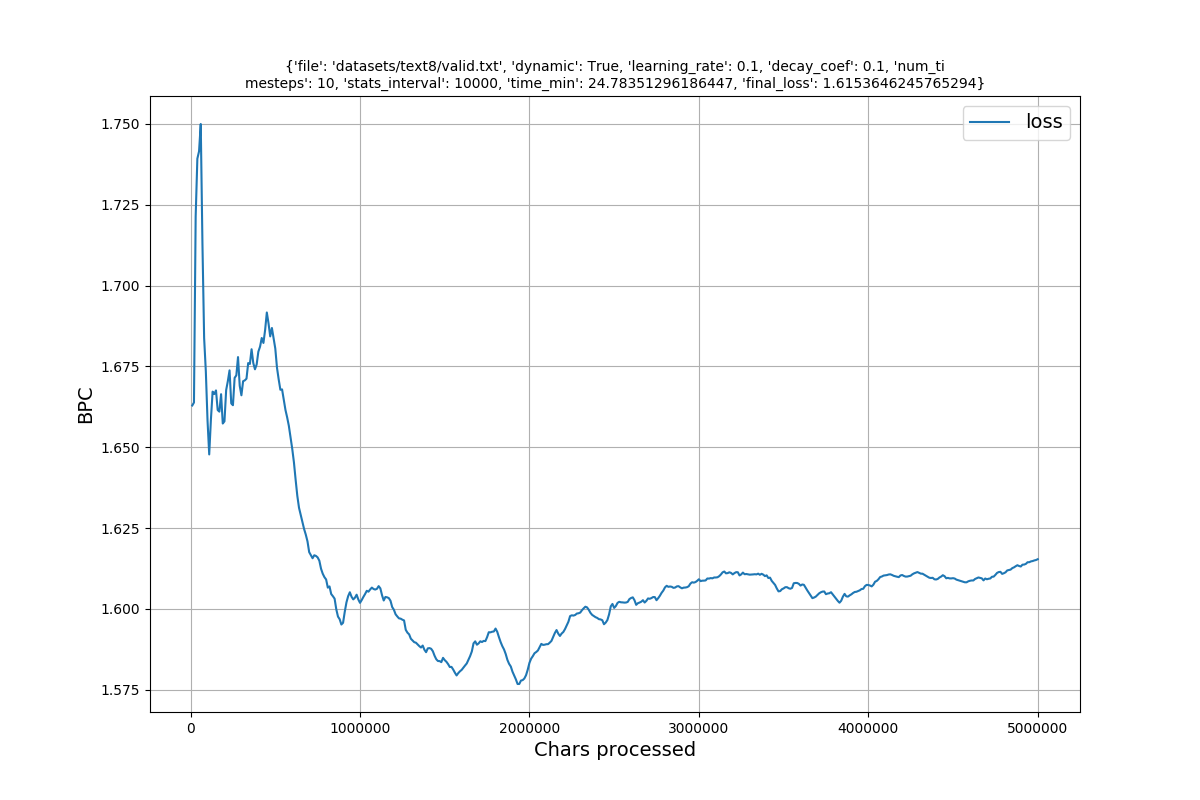 {'file': 'datasets/text8/valid.txt', 'dynamic': True, 'learning_rate': 0.1, 'decay_coef': 0.1, 'num_ti
mesteps': 10, 'stats_interval': 10000, 'time_min': 24.78351296186447, 'final_loss': 1.6153646245765294}
loss
1.750
1.725
1.700
1.675
1.650
1.625
1.600
1.575
BPC
0 1000000 2000000 3000000 4000000 5000000
Chars processed